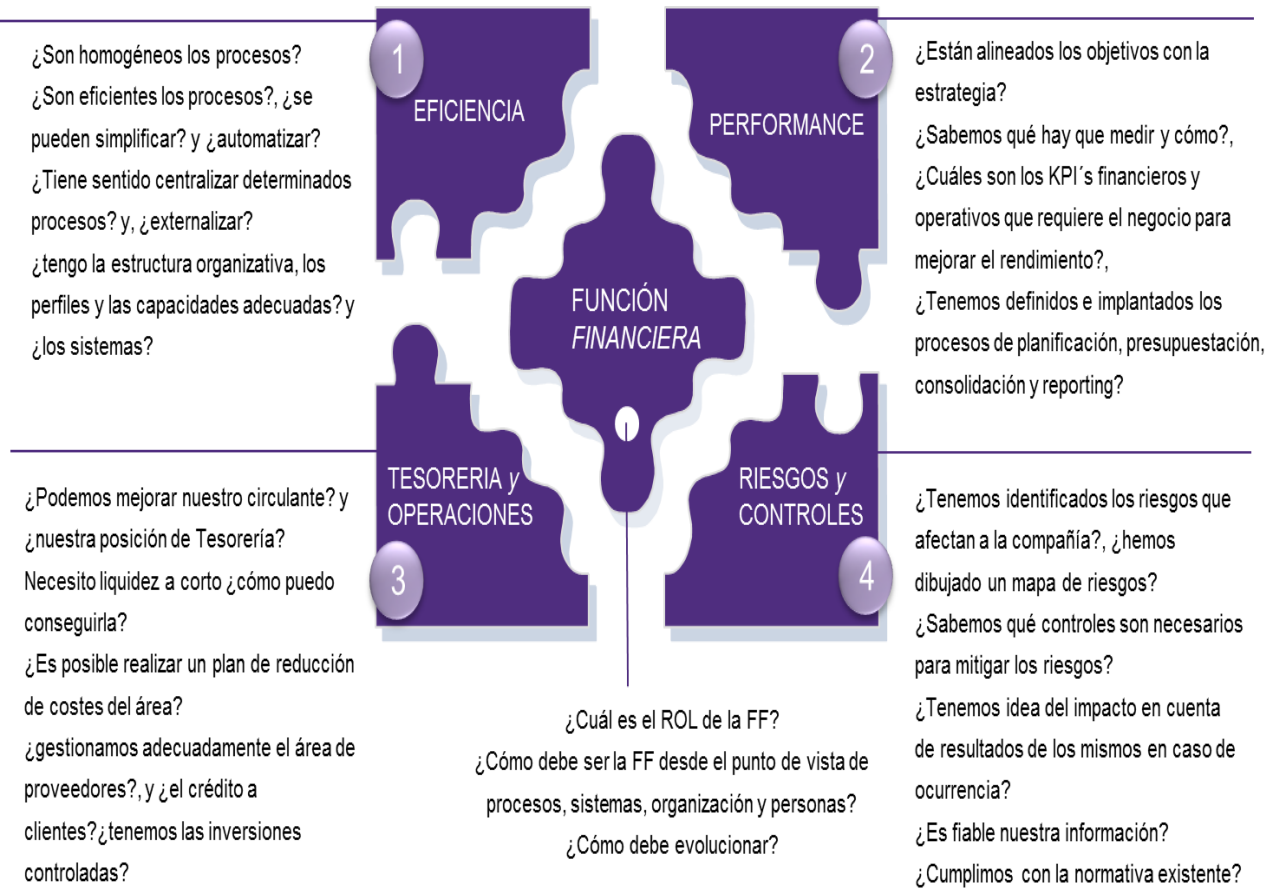 1
EFICIENCIA
¿Son homogéneos los procesos?
¿Son eficientes los procesos?, ¿se
pueden simplificar? y ¿automatizar?
¿Tiene sentido centralizar determinados
procesos? y, ¿externalizar?
¿tengo la estructura organizativa, los
perfiles y las capacidades adecuadas? y
¿los sistemas?
2
PERFORMANCE
¿Están alineados los objetivos con la
estrategia?
¿Sabemos qué hay que medir y cómo?,
¿Cuáles son los KPI´s financieros y
operativos que requiere el negocio para
mejorar el rendimiento?,
¿Tenemos definidos e implantados los
procesos de planificación, presupuestación,
consolidación y reporting?
FUNCIÓN
FINANCIERA
TESORERIA y
OPERACIONES
3
¿Podemos mejorar nuestro circulante? y
¿nuestra posición de Tesorería?
Necesito liquidez a corto ¿cómo puedo
conseguirla?
¿Es posible realizar un plan de reducción
de costes del área?
¿gestionamos adecuadamente el área de
proveedores?, y ¿el crédito a
clientes?¿tenemos las inversiones
controladas?
RIESGOS y
CONTROLES
4
¿Tenemos identificados los riesgos que
afectan a la compañía?, ¿hemos
dibujado un mapa de riesgos?
¿Sabemos qué controles son necesarios
para mitigar los riesgos?
¿Tenemos idea del impacto en cuenta
de resultados de los mismos en caso de
ocurrencia?
¿Es fiable nuestra información?
¿Cumplimos con la normativa existente?
¿Cuál es el ROL de la FF?
¿Cómo debe ser la FF desde el punto de vista de
procesos, sistemas, organización y personas?
¿Cómo debe evolucionar?